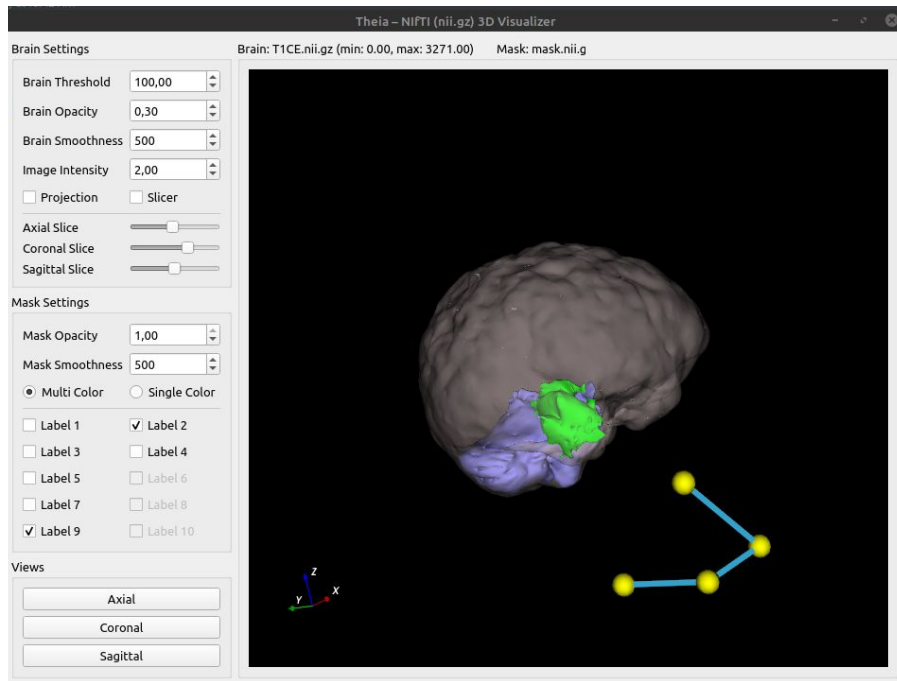 Theia – NIfTI (nii.gz) 3D Visualizer
Brain Settings
Brain: T1CE.nii.gz (min: 0.00, max: 3271.00) Mask: mask.nii.g
Brain Threshold 100,00
Brain Opacity 0,30
Brain Smoothness 500
Image Intensity 2,00
Projection Slicer
Axial Slice
Coronal Slice
Sagittal Slice
Mask Settings
Mask Opacity 1,00
Mask Smoothness 500
Multi Color Single Color
Label 1 Label 2
Label 3 Label 4
Label 5 Label 6
Label 7 Label 8
Label 9 Label 10
Views
Axial
Coronal
Sagittal
Z
Y X